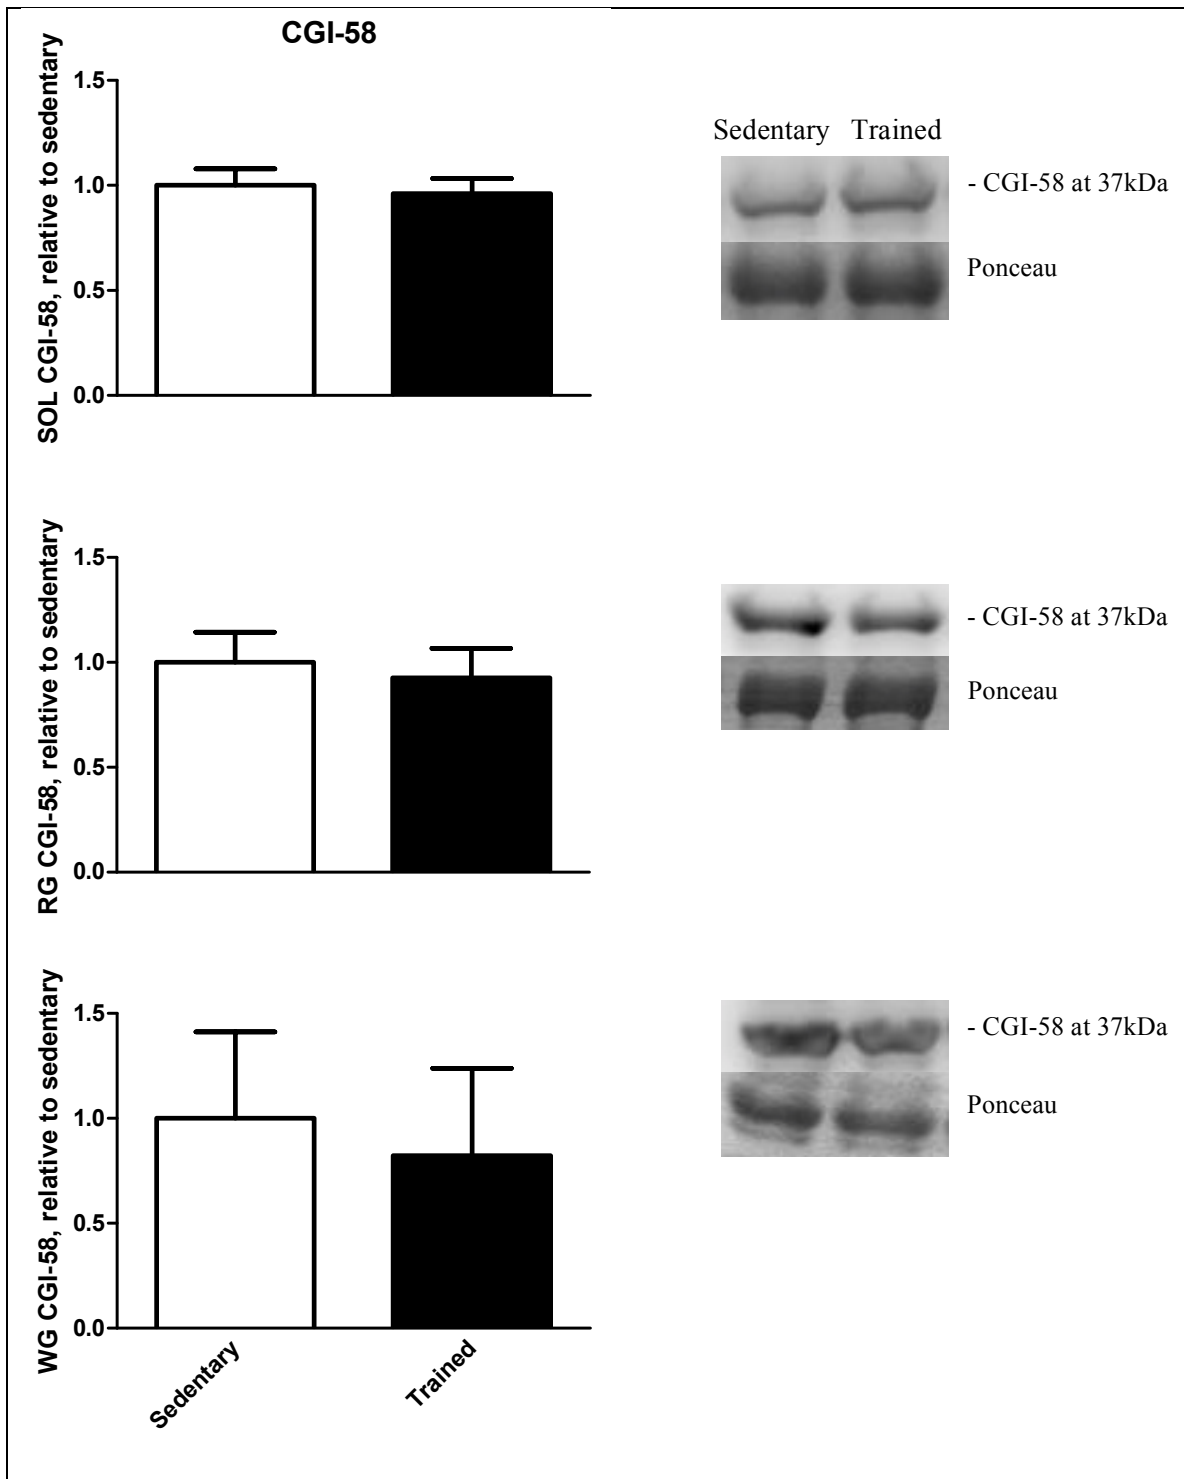 CGI-58
SOL CGI-58, relative to sedentary
1.5
1.0
0.5
0.0
Sedentary Trained
- CGI-58 at 37kDa
Ponceau
RG CGI-58, relative to sedentary
1.5
1.0
0.5
0.0
- CGI-58 at 37kDa
Ponceau
WG CGI-58, relative to sedentary
1.5
1.0
0.5
0.0
Sedentary
Trained
- CGI-58 at 37kDa
Ponceau